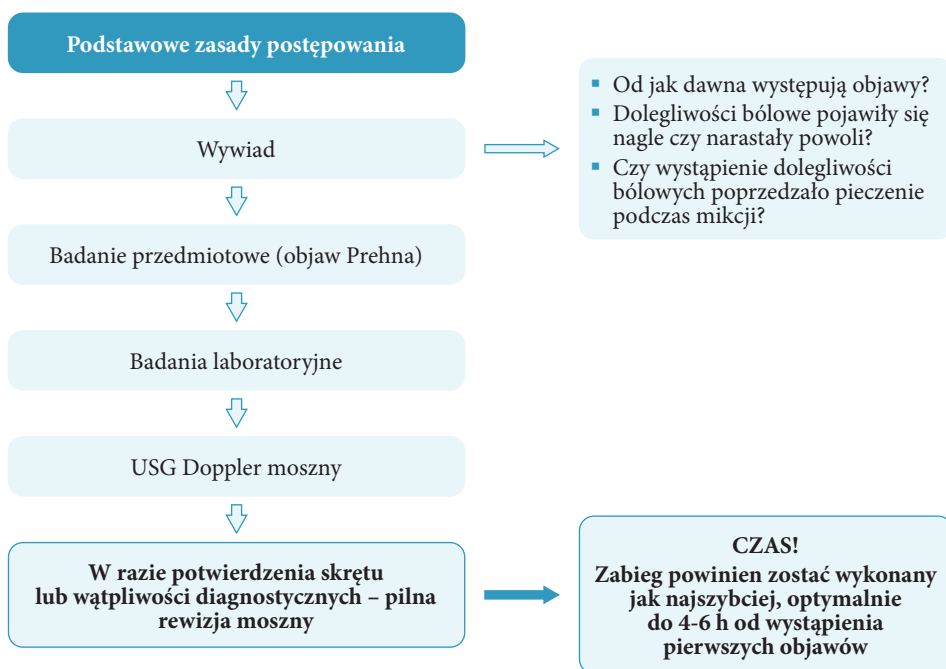 Podstawowe zasady postępowania
Wywiad
▪ Od jak dawna występują objawy?
▪ Dolegliwości bólowe pojawiły się
nagle czy narastały powoli?
▪ Czy wystąpienie dolegliwości
bólowych poprzedzało pieczenie
podczas mikcji?
Badanie przedmiotowe (objaw Prehna)
Badania laboratoryjne
USG Doppler moszny
W razie potwierdzenia skrętu
lub wątpliwości diagnostycznych – pilna
rewizja moszny
CZAS!
Zabieg powinien zostać wykonany
jak najszybciej, optymalnie
do 4-6 h od wystąpienia
pierwszych objawów